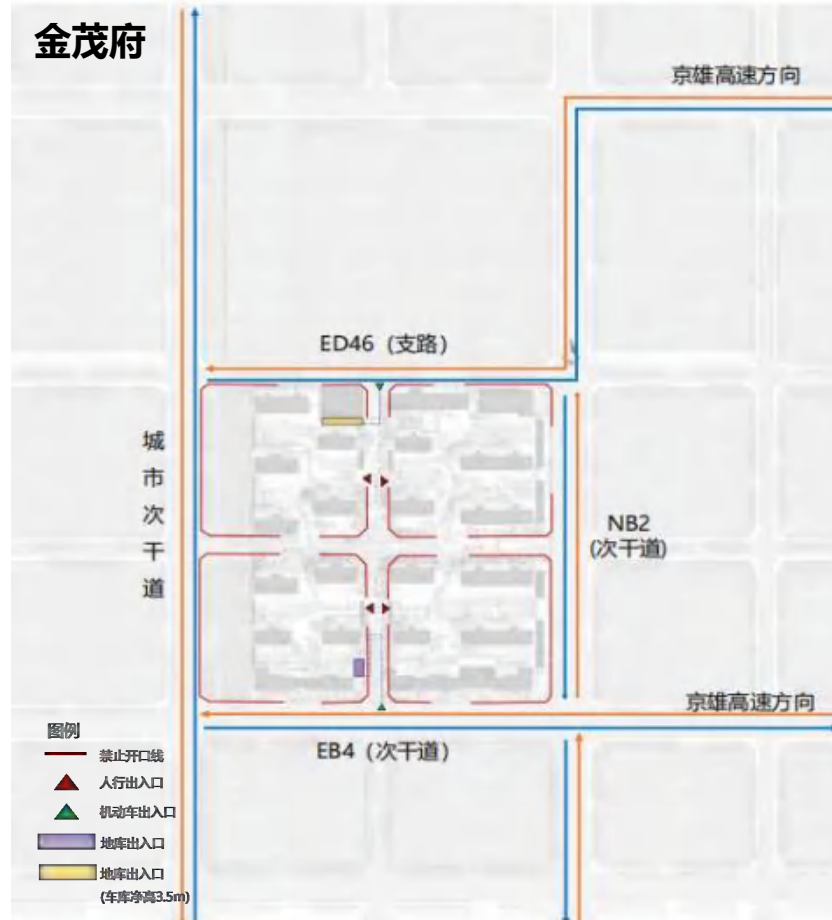 金茂府
京雄高速方向
ED46（支路）
城市次干道
NB2
(次干道)
京雄高速方向
EB4（次干道）
图例
禁止开口线
人行出入口
机动车出入口
地库出入口
地库出入口
(车库净高3.5m)